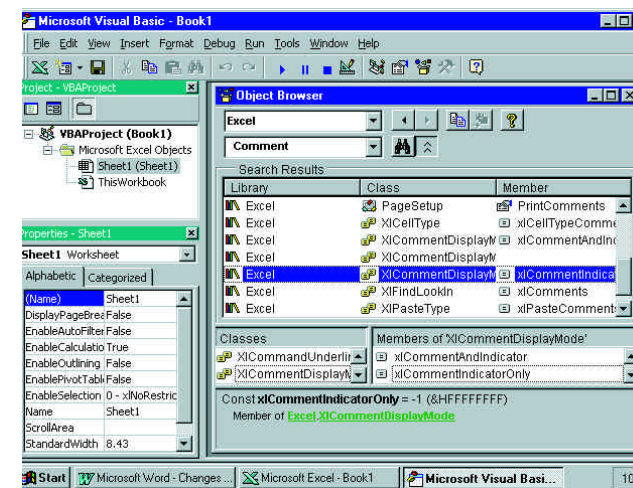 Microsoft Visual Basic - Book1
File Edit View Insert Format Debug Run Tools Window Help
Project - VBAProject
VBAProject (Book1)
Microsoft Excel Objects
Sheet1 (Sheet1)
ThisWorkbook
Properties - Sheet1
Sheet1 Worksheet
Alphabetic Categorized
(Name) Sheet1
DisplayPageBrea False
EnableAutoFilter False
EnableCalculatio True
EnableOutlining False
EnablePivotTabl False
EnableSelection 0 - xlNoRestric
Name Sheet1
ScrollArea
StandardWidth 8.43
Object Browser
Excel
Comment
Search Results
Library Class Member
Excel PageSetup PrintComments
Excel XlCellType xlCellTypeComme
Excel XlCommentDisplayM xlCommentAndInd
Excel XlCommentDisplayM
Excel XlCommentDisplayM xlCommentIndica
Excel XlFindLookIn xlComments
Excel XlPasteType xlPasteComment
Classes Members of 'XlCommentDisplayMode'
XlCommandUnderlin xlCommentAndIndicator
XlCommentDisplayM xlCommentIndicatorOnly
Const xlCommentIndicatorOnly = -1 (&HFFFFFFFF)
Member of Excel.XlCommentDisplayMode
Start Microsoft Word - Changes ... Microsoft Excel - Book1 Microsoft Visual Basi... 10